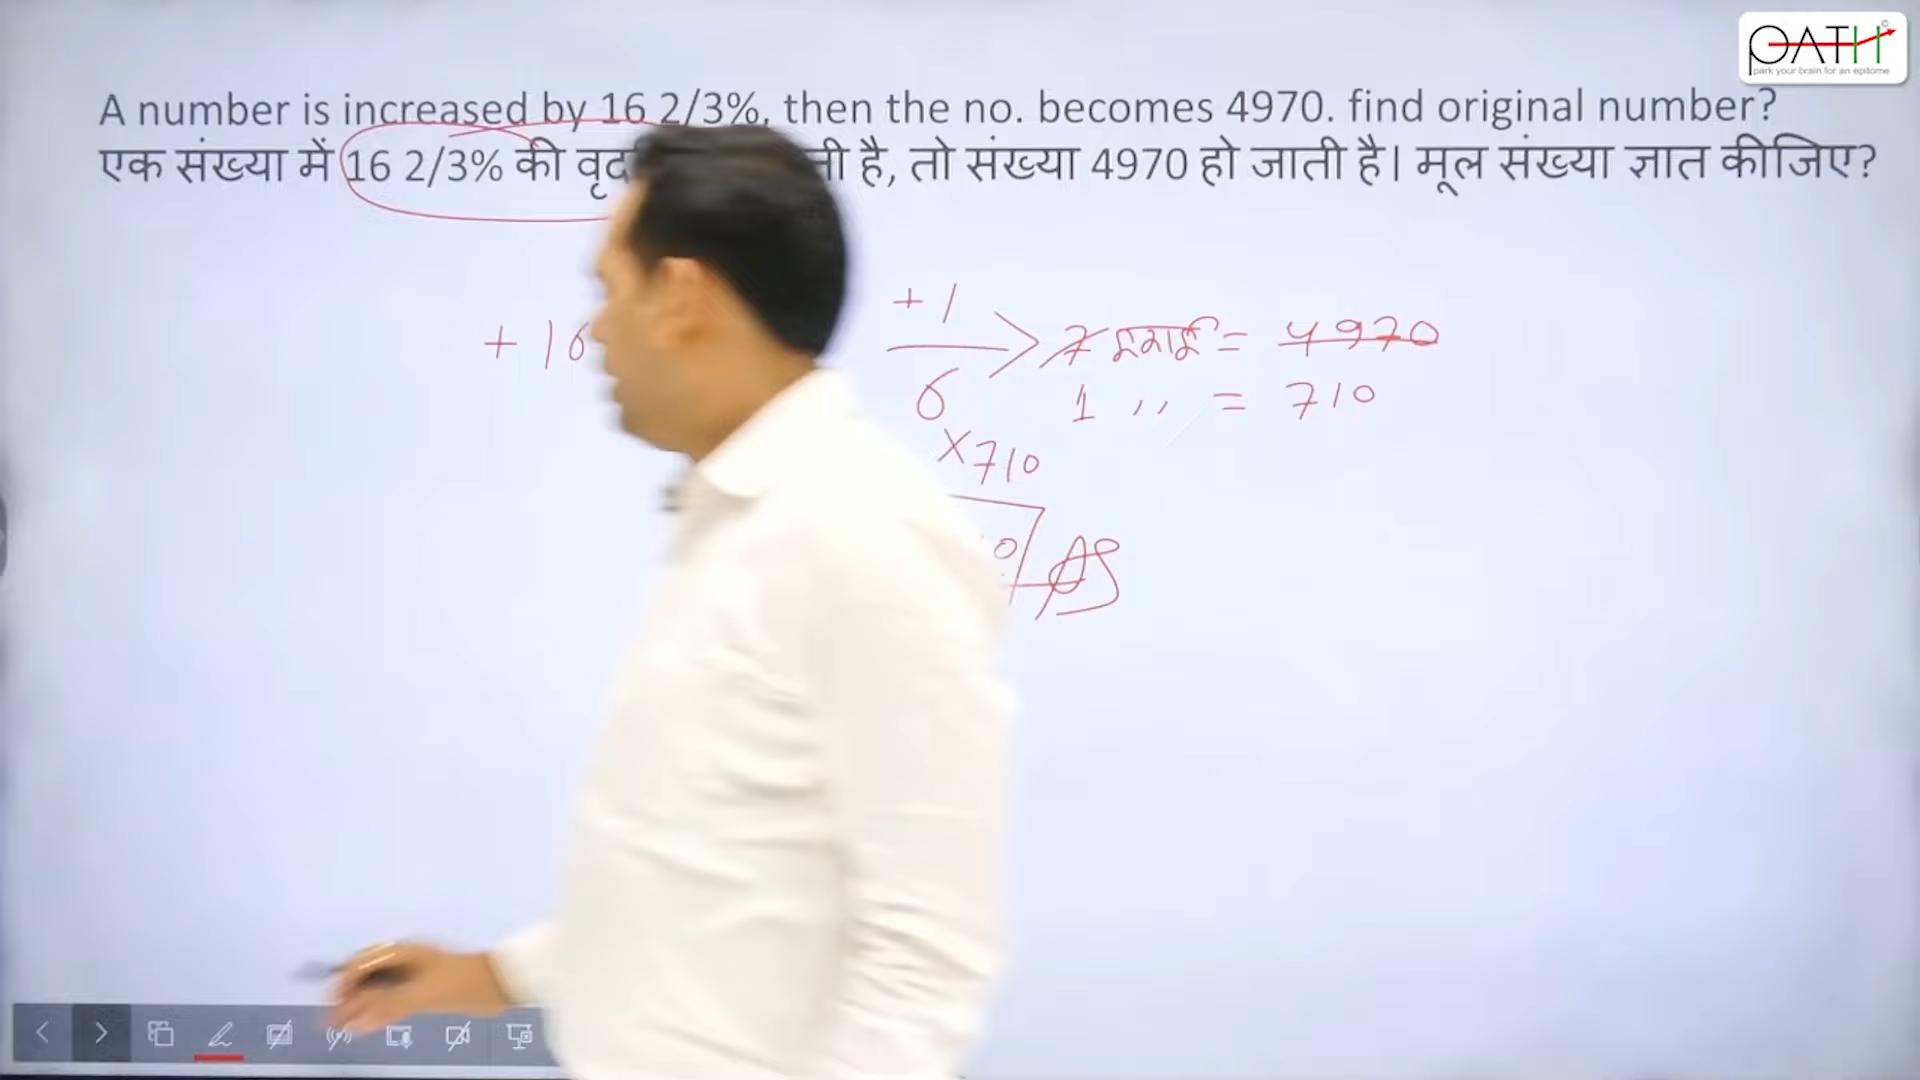 PATH
park your brain for an epitome
A number is increased by 16 2/3%, then the no. becomes 4970. find original number?
एक संख्या में 16 2/3% की है, तो संख्या 4970 हो जाती है। मूल संख्या ज्ञात कीजिए?
+ 16
+1
6
7 इकाई = 4970
1 ,, = 710
×710